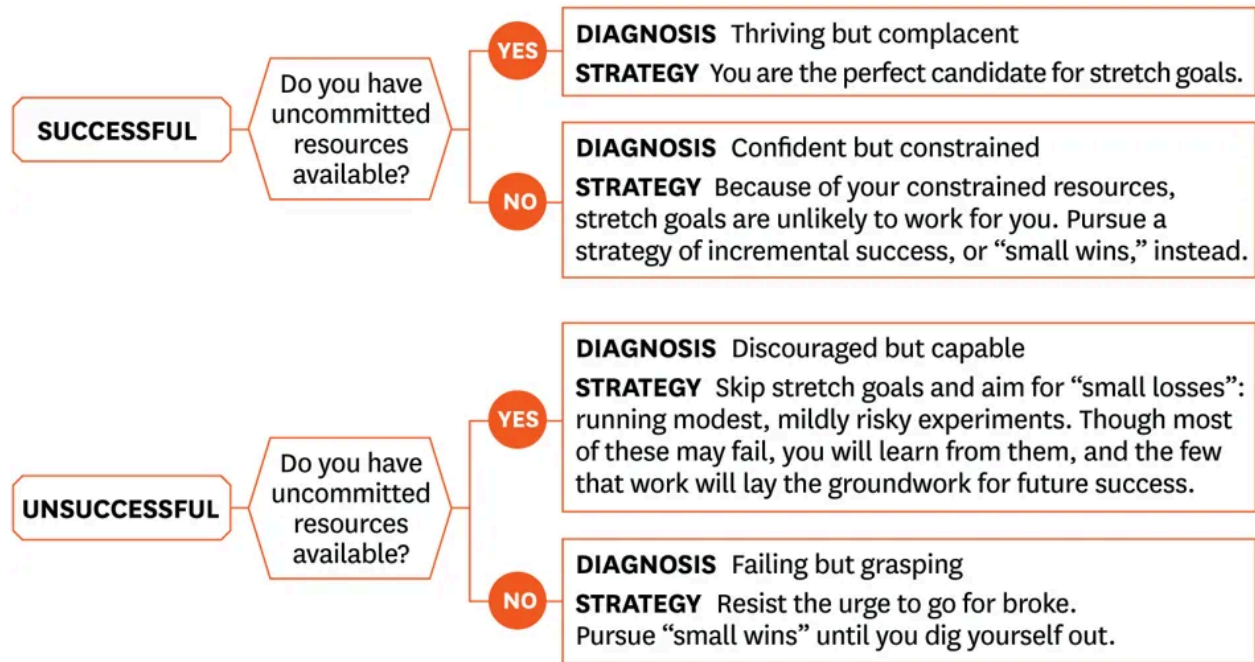 SUCCESSFUL
Do you have
uncommitted
resources
available?
YES
DIAGNOSIS Thriving but complacent
STRATEGY You are the perfect candidate for stretch goals.
NO
DIAGNOSIS Confident but constrained
STRATEGY Because of your constrained resources,
stretch goals are unlikely to work for you. Pursue a
strategy of incremental success, or “small wins,” instead.
UNSUCCESSFUL
Do you have
uncommitted
resources
available?
YES
DIAGNOSIS Discouraged but capable
STRATEGY Skip stretch goals and aim for “small losses”:
running modest, mildly risky experiments. Though most
of these may fail, you will learn from them, and the few
that work will lay the groundwork for future success.
NO
DIAGNOSIS Failing but grasping
STRATEGY Resist the urge to go for broke.
Pursue “small wins” until you dig yourself out.